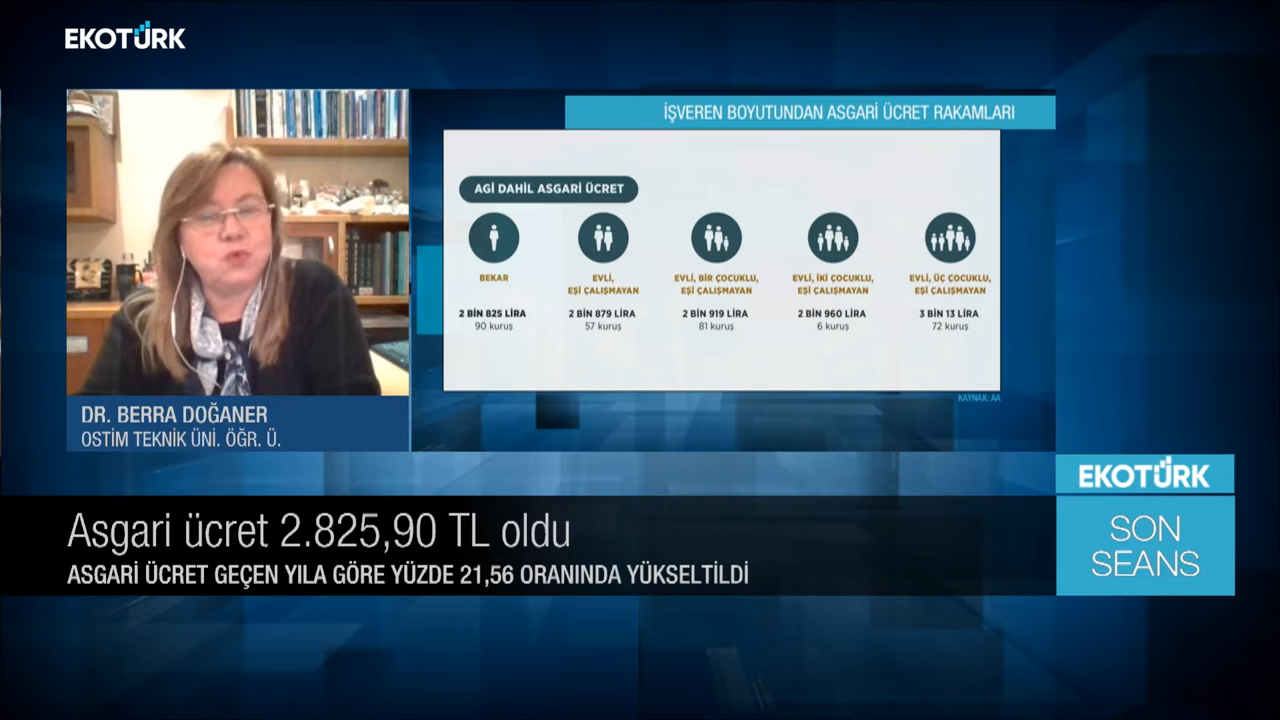 EKOTÜRK
İŞVEREN BOYUTUNDAN ASGARİ ÜCRET RAKAMLARI
AGİ DAHİL ASGARİ ÜCRET
BEKAR
2 BİN 825 LİRA
90 kuruş
EVLİ,
EŞİ ÇALIŞMAYAN
2 BİN 879 LİRA
57 kuruş
EVLİ, BİR ÇOCUKLU,
EŞİ ÇALIŞMAYAN
2 BİN 919 LİRA
81 kuruş
EVLİ, İKİ ÇOCUKLU,
EŞİ ÇALIŞMAYAN
2 BİN 960 LİRA
6 kuruş
EVLİ, ÜÇ ÇOCUKLU,
EŞİ ÇALIŞMAYAN
3 BİN 13 LİRA
72 kuruş
KAYNAK: AA
DR. BERRA DOĞANER
OSTİM TEKNİK ÜNİ. ÖĞR. Ü.
EKOTÜRK
SON
SEANS
Asgari ücret 2.825,90 TL oldu
ASGARİ ÜCRET GEÇEN YILA GÖRE YÜZDE 21,56 ORANINDA YÜKSELTİLDİ